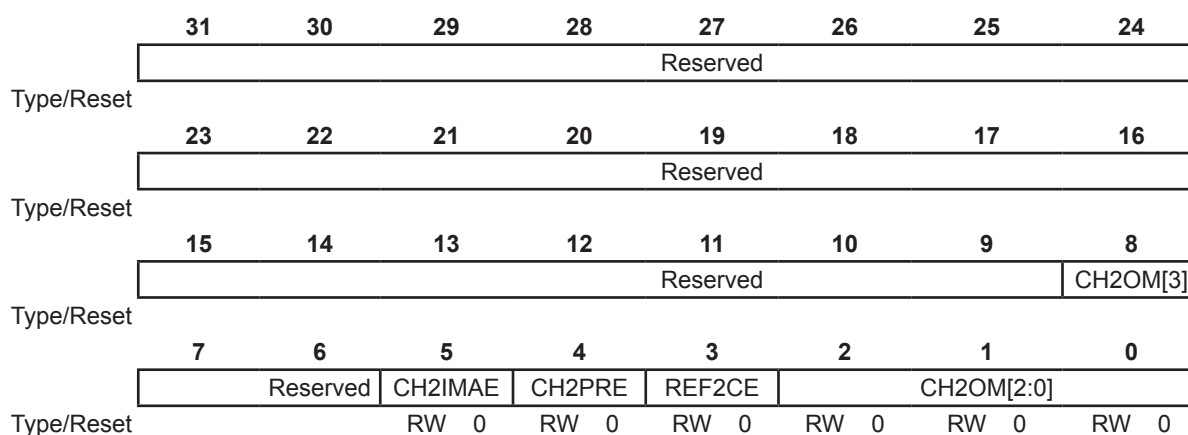 31 30 29 28 27 26 25 24
Reserved
Type/Reset
23 22 21 20 19 18 17 16
Reserved
Type/Reset
15 14 13 12 11 10 9 8
Reserved CH2OM[3]
Type/Reset
7 6 5 4 3 2 1 0
Reserved CH2IMAE CH2PRE REF2CE CH2OM[2:0]
Type/Reset RW 0 RW 0 RW 0 RW 0 RW 0 RW 0